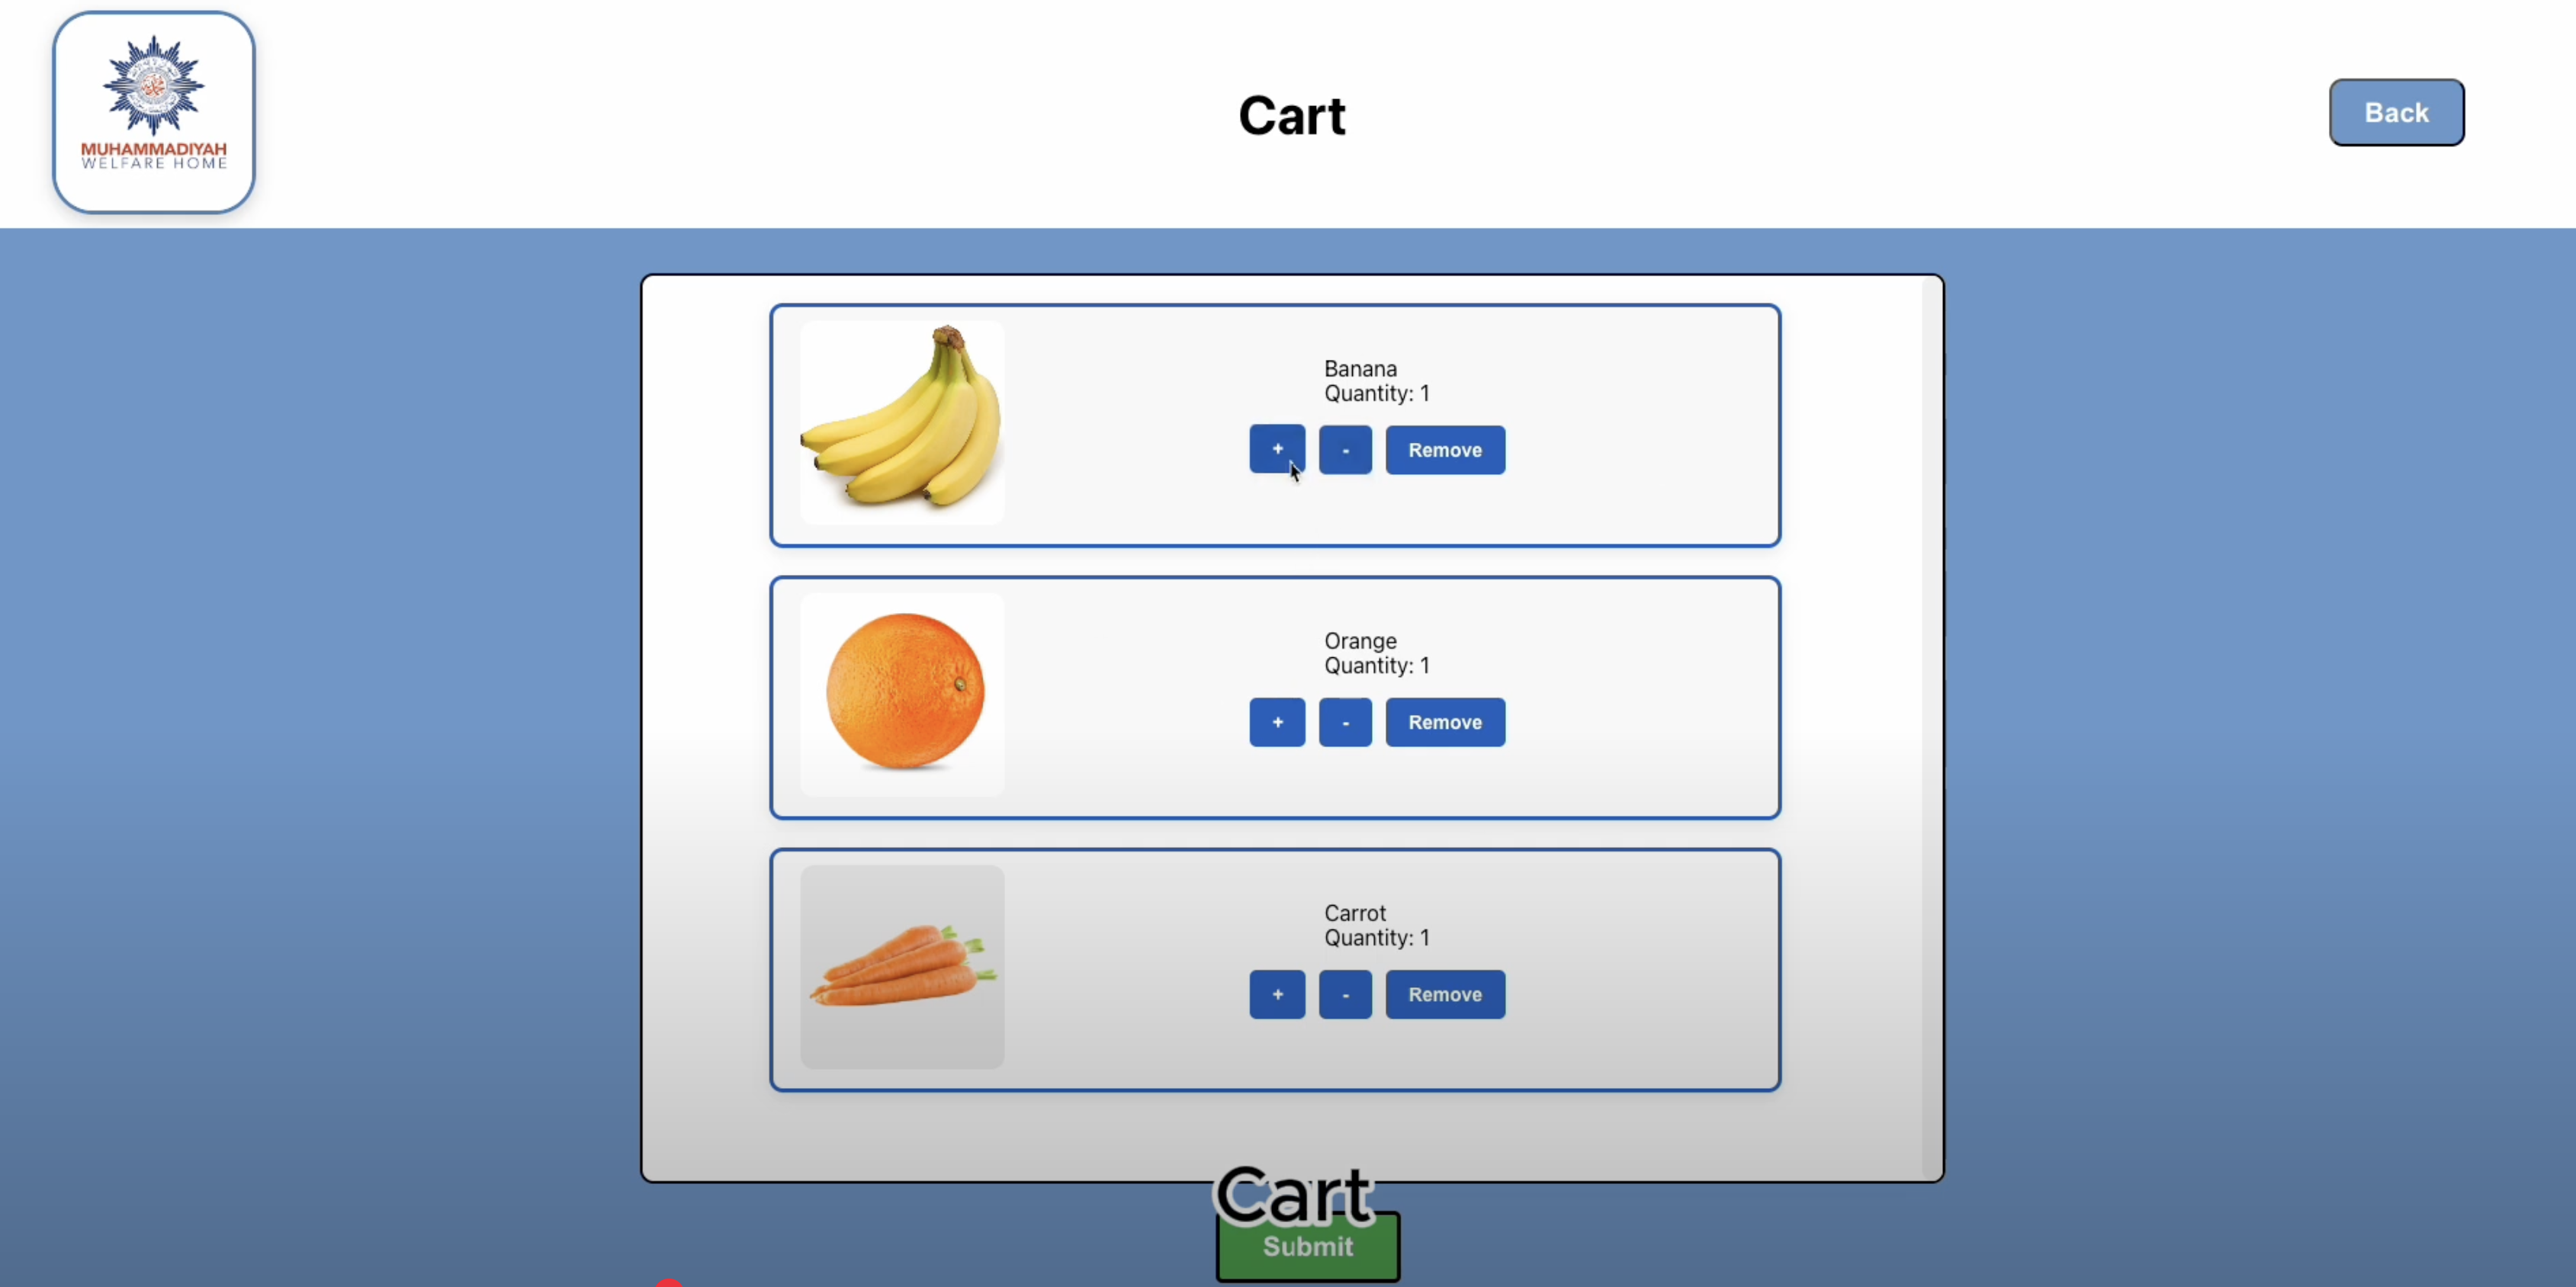 MUHAMMADIYAH
WELFARE HOME
Cart
Back
Banana
Quantity: 1
+ - Remove
Orange
Quantity: 1
+ - Remove
Carrot
Quantity: 1
+ - Remove
Cart
Submit